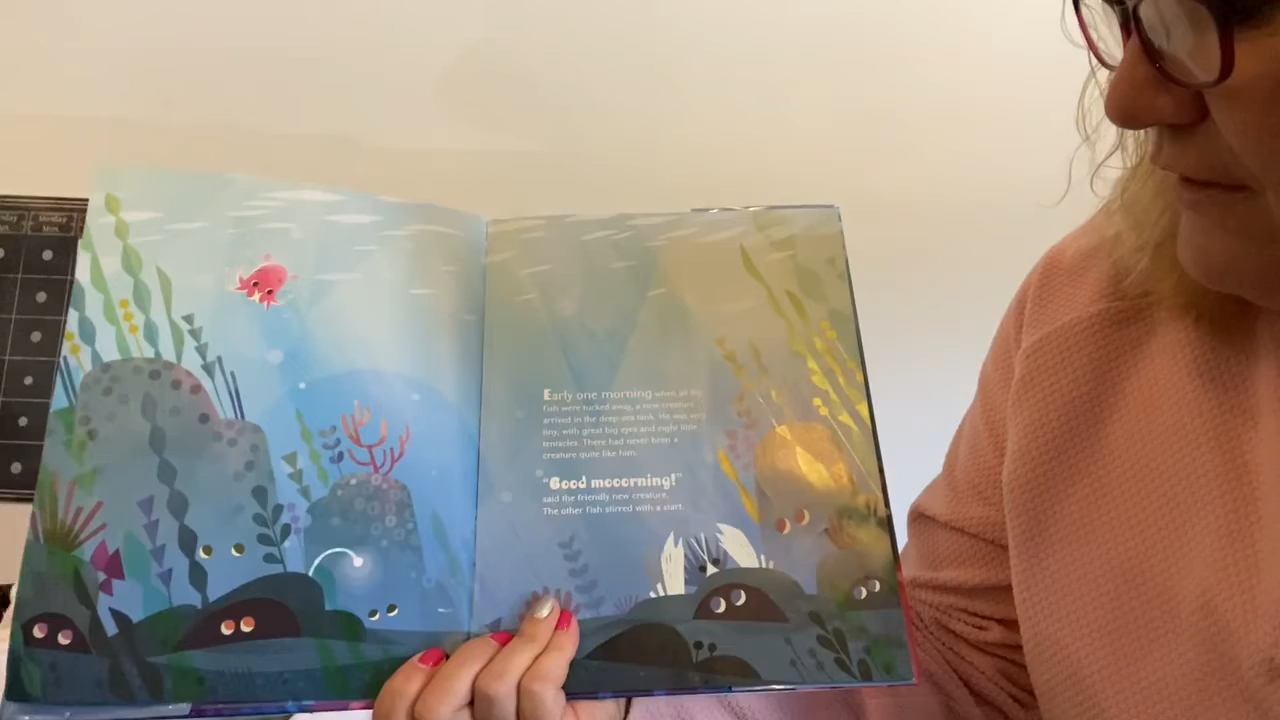 Monday
Mon
Early one morning when all the
fish were tucked away, a new creature
arrived in the deep-sea tank. He was very
tiny, with great big eyes and eight little
tentacles. There had never been a
creature quite like him.
"Good mooorning!"
said the friendly new creature.
The other fish stirred with a start.